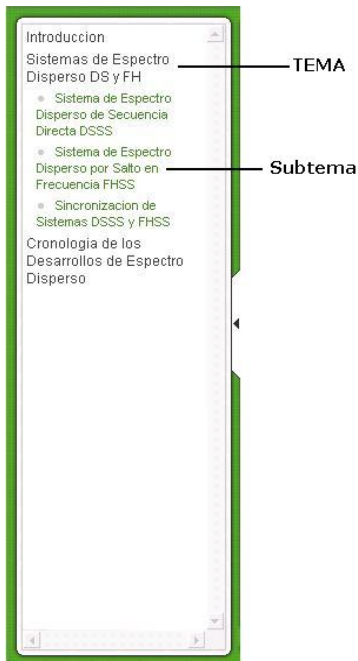 Introduccion
Sistemas de Espectro
Disperso DS y FH
TEMA
Sistema de Espectro
Disperso de Secuencia
Directa DSSS
Sistema de Espectro
Disperso por Salto en
Frecuencia FHSS
Subtema
Sincronizacion de
Sistemas DSSS y FHSS
Cronologia de los
Desarrollos de Espectro
Disperso